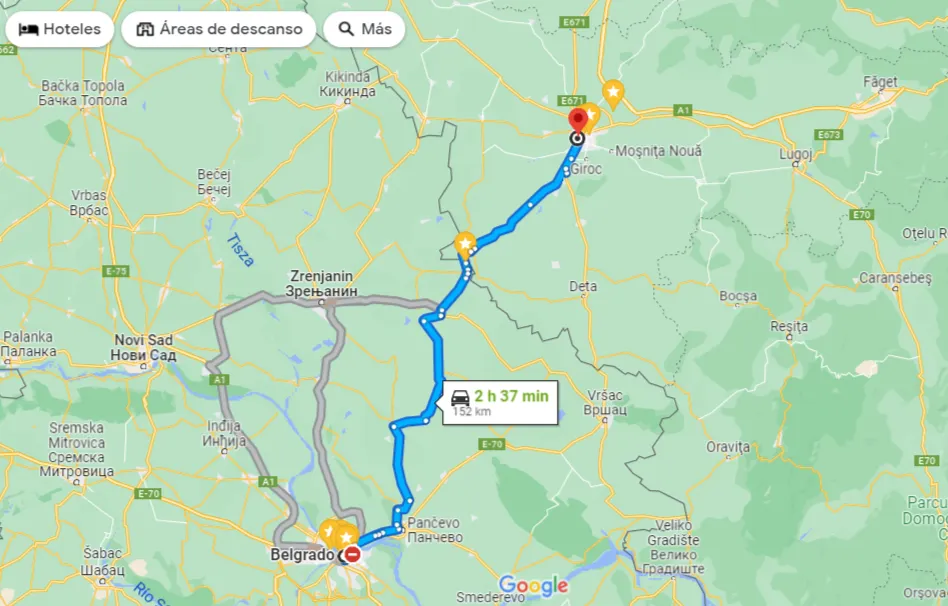 Hoteles
Áreas de descanso
Más
E671
Сента
Kikinda
Кикинда
Bačka Topola
Бачка Топола
E671
A1
Făget
E673
Moșnița Nouă
Giroc
Lugoj
Bečej
Бечеј
Vrbas
Врбас
E70
Tisza
Oțelu R
E-75
Zrenjanin
Зрењанин
Deta
Caransebeș
Bocșa
Reșița
Palanka
Паланка
Novi Sad
Нови Сад
A1
2 h 37 min
152 km
Vršac
Вршац
Inđija
Инђија
Sremska
Mitrovica
Сремска
Митровица
E-70
Oravița
E70
A1
E-70
Parcu
Domo
Pančevo
Панчево
Veliko
Gradište
Велико
Градиште
Belgrado
Šabac
Шабац
Río S
Google
Smederevo
Orșov